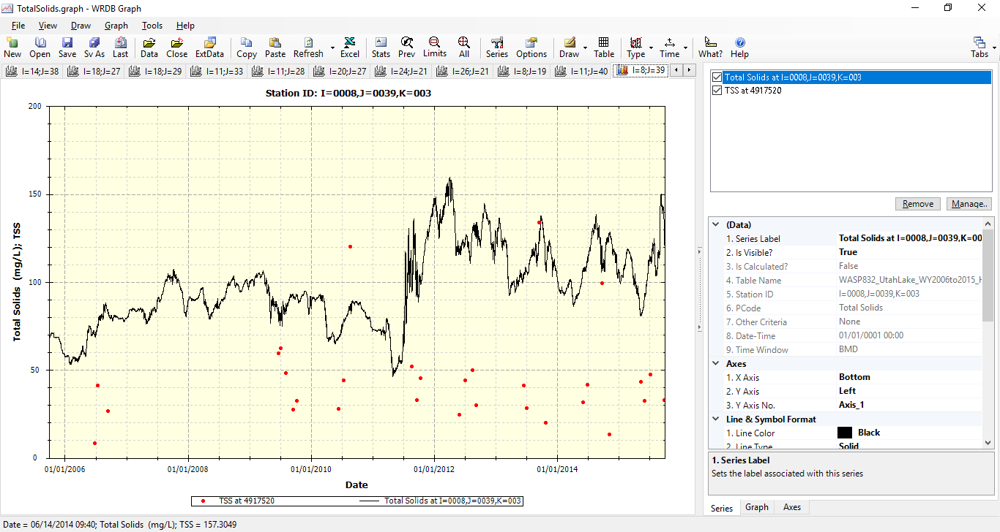 TotalSolids.graph - WRDB Graph
File View Draw Graph Tools Help
New Open Save Sv As Last Data Close ExtData Copy Paste Refresh Excel Stats Prev Limits All Series Options Draw Table Type Time What? Help Tabs
I=14;J=38 I=18;J=27 I=18;J=29 I=11;J=33 I=11;J=28 I=20;J=27 I=24;J=21 I=26;J=21 I=8;J=19 I=11;J=40 I=8;J=39
Station ID: I=0008,J=0039,K=003
200
150
100
50
0
Total Solids (mg/L); TSS
01/01/2006 01/01/2008 01/01/2010 01/01/2012 01/01/2014
Date
TSS at 4917520 Total Solids at I=0008,J=0039,K=003
Total Solids at I=0008,J=0039,K=003
TSS at 4917520
Remove Manage..
(Data)
1. Series Label Total Solids at I=0008,J=0039,K=00
2. Is Visible? True
3. Is Calculated? False
4. Table Name WASP832_UtahLake_WY2006to2015_H
5. Station ID I=0008,J=0039,K=003
6. PCode Total Solids
7. Other Criteria None
8. Date-Time 01/01/0001 00:00
9. Time Window BMD
Axes
1. X Axis Bottom
2. Y Axis Left
3. Y Axis No. Axis_1
Line & Symbol Format
1. Line Color Black
2. Line Type Solid
1. Series Label
Sets the label associated with this series
Series Graph Axes
Date = 06/14/2014 09:40; Total Solids (mg/L); TSS = 157.3049